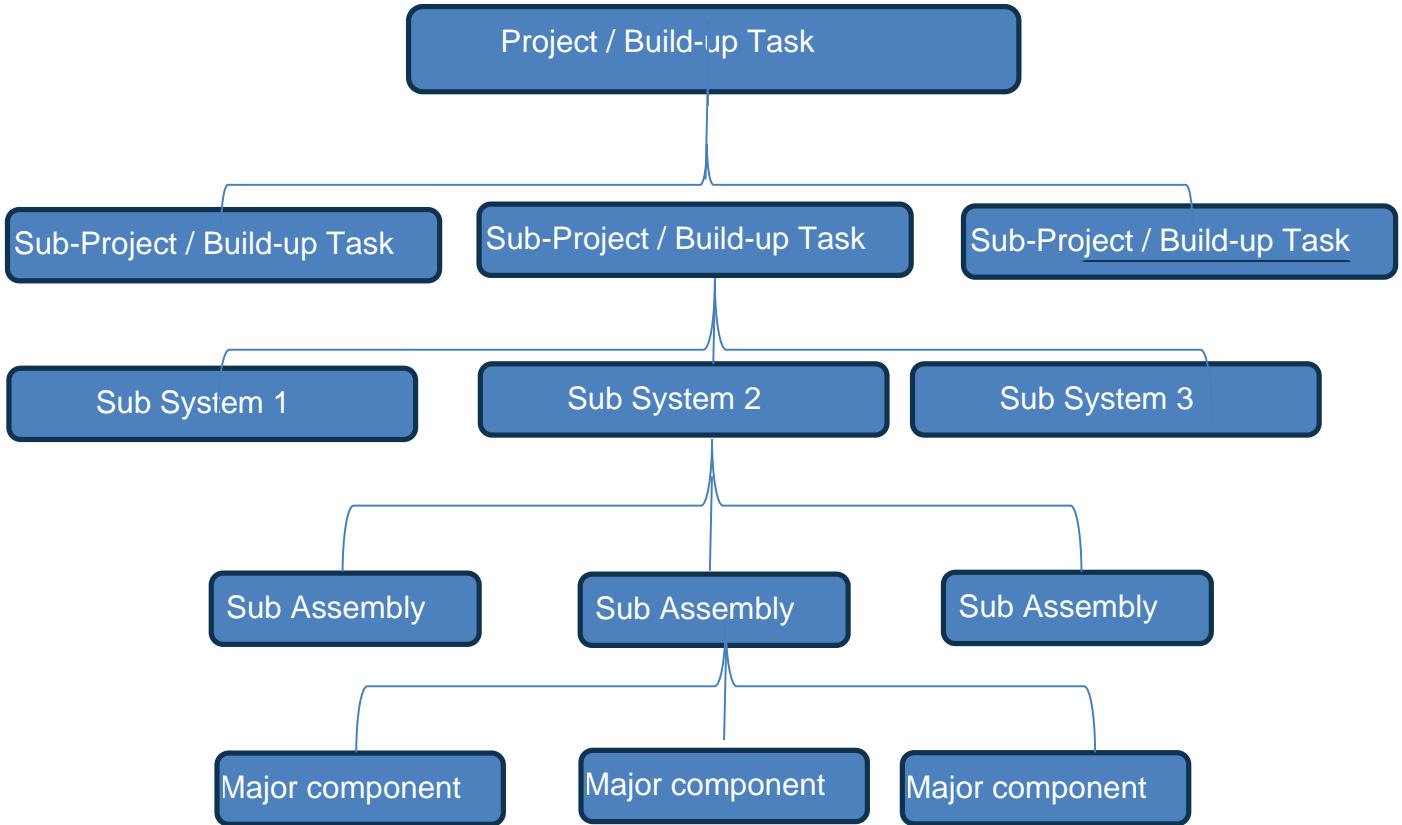 Project / Build-up Task
Sub-Project / Build-up Task
Sub-Project / Build-up Task
Sub-Project / Build-up Task
Sub System 1
Sub System 2
Sub System 3
Sub Assembly
Sub Assembly
Sub Assembly
Major component
Major component
Major component